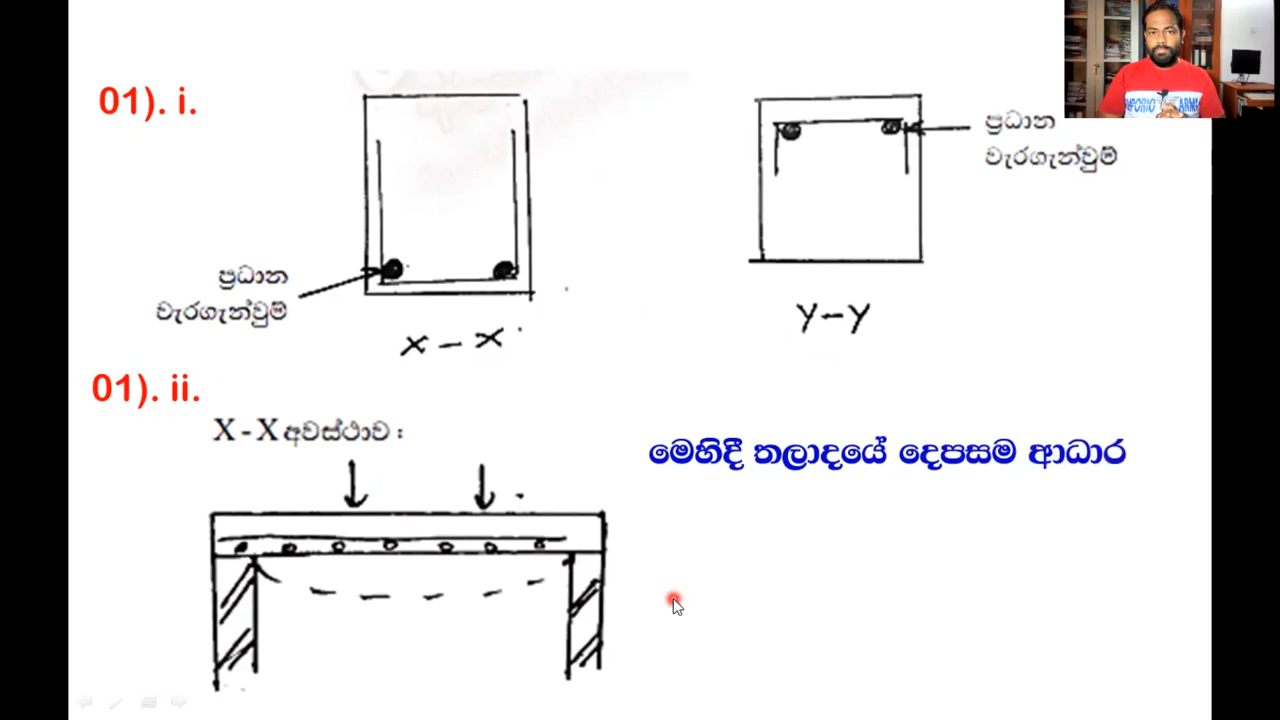 01). i.
ප්‍රධාන
වැරගැන්වුම්
ප්‍රධාන
වැරගැන්වුම්
X – X
Y – Y
01). ii.
X - X අවස්ථාව :
මෙහිදී තලාදයේ දෙපසම ආධාර